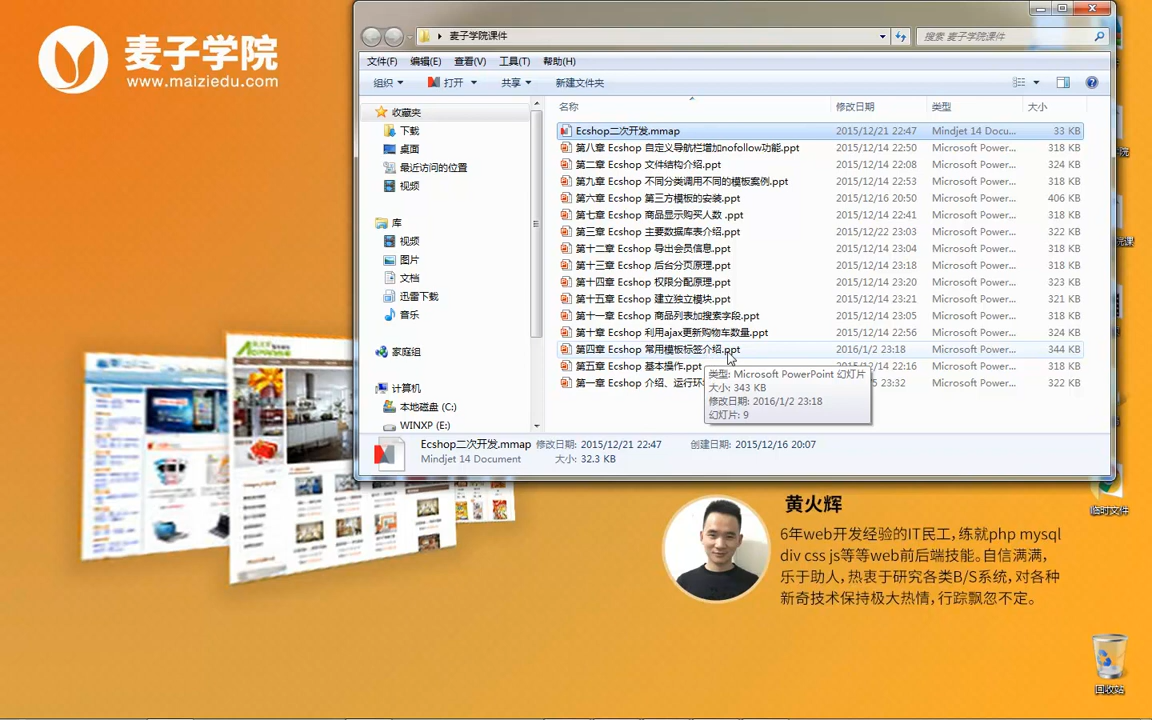 麦子学院
www.maiziedu.com
麦子学院课件
搜索 麦子学院课件
文件(F) 编辑(E) 查看(V) 工具(T) 帮助(H)
组织 打开 共享 新建文件夹
名称 修改日期 类型 大小
收藏夹
下载
桌面
最近访问的位置
视频
库
视频
图片
文档
迅雷下载
音乐
家庭组
计算机
本地磁盘 (C:)
WINXP (E:)
Ecshop二次开发.mmap 2015/12/21 22:47 Mindjet 14 Docu... 33 KB
第八章 Ecshop 自定义导航栏增加nofollow功能.ppt 2015/12/14 22:50 Microsoft Power... 318 KB
第二章 Ecshop 文件结构介绍.ppt 2015/12/14 22:08 Microsoft Power... 324 KB
第九章 Ecshop 不同分类调用不同的模板案例.ppt 2015/12/14 22:53 Microsoft Power... 318 KB
第六章 Ecshop 第三方模板的安装.ppt 2015/12/16 20:50 Microsoft Power... 406 KB
第七章 Ecshop 商品显示购买人数 .ppt 2015/12/14 22:41 Microsoft Power... 318 KB
第三章 Ecshop 主要数据库表介绍.ppt 2015/12/22 23:03 Microsoft Power... 322 KB
第十二章 Ecshop 导出会员信息.ppt 2015/12/14 23:04 Microsoft Power... 318 KB
第十三章 Ecshop 后台分页原理.ppt 2015/12/14 23:18 Microsoft Power... 318 KB
第十四章 Ecshop 权限分配原理.ppt 2015/12/14 23:20 Microsoft Power... 323 KB
第十五章 Ecshop 建立独立模块.ppt 2015/12/14 23:21 Microsoft Power... 321 KB
第十一章 Ecshop 商品列表加搜索字段.ppt 2015/12/14 23:05 Microsoft Power... 318 KB
第十章 Ecshop 利用ajax更新购物车数量.ppt 2015/12/14 22:56 Microsoft Power... 324 KB
第四章 Ecshop 常用模板标签介绍.ppt 2016/1/2 23:18 Microsoft Power... 344 KB
第五章 Ecshop 基本操作.ppt 2015/12/14 22:16 Microsoft Power... 318 KB
第一章 Ecshop 介绍、运行环 5 23:32 Microsoft Power... 322 KB
类型: Microsoft PowerPoint 幻灯片
大小: 343 KB
修改日期: 2016/1/2 23:18
幻灯片: 9
Ecshop二次开发.mmap 修改日期: 2015/12/21 22:47 创建日期: 2015/12/16 20:07
Mindjet 14 Document 大小: 32.3 KB
黄火辉
6年web开发经验的IT民工，练就php mysql
div css js等等web前后端技能。自信满满，
乐于助人，热衷于研究各类B/S系统，对各种
新奇技术保持极大热情，行踪飘忽不定。
临时文件
回收站